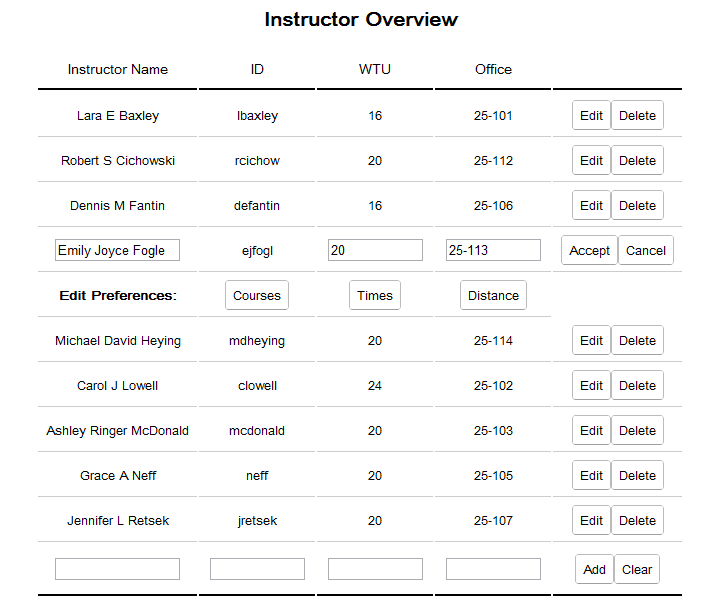 Instructor Overview
Instructor Name ID WTU Office
Lara E Baxley lbaxley 16 25-101 Edit Delete
Robert S Cichowski rcichow 20 25-112 Edit Delete
Dennis M Fantin defantin 16 25-106 Edit Delete
Emily Joyce Fogle ejfogl 20 25-113 Accept Cancel
Edit Preferences: Courses Times Distance
Michael David Heying mdheying 20 25-114 Edit Delete
Carol J Lowell clowell 24 25-102 Edit Delete
Ashley Ringer McDonald mcdonald 20 25-103 Edit Delete
Grace A Neff neff 20 25-105 Edit Delete
Jennifer L Retsek jretsek 20 25-107 Edit Delete
Add Clear